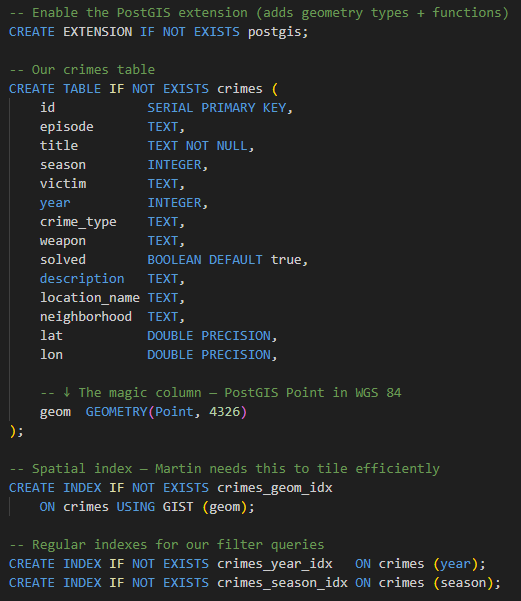 -- Enable the PostGIS extension (adds geometry types + functions)
CREATE EXTENSION IF NOT EXISTS postgis;

-- Our crimes table
CREATE TABLE IF NOT EXISTS crimes (
    id            SERIAL PRIMARY KEY,
    episode       TEXT,
    title         TEXT NOT NULL,
    season        INTEGER,
    victim        TEXT,
    year          INTEGER,
    crime_type    TEXT,
    weapon        TEXT,
    solved        BOOLEAN DEFAULT true,
    description   TEXT,
    location_name TEXT,
    neighborhood  TEXT,
    lat           DOUBLE PRECISION,
    lon           DOUBLE PRECISION,

    -- ↓ The magic column — PostGIS Point in WGS 84
    geom  GEOMETRY(Point, 4326)
);

-- Spatial index — Martin needs this to tile efficiently
CREATE INDEX IF NOT EXISTS crimes_geom_idx
    ON crimes USING GIST (geom);

-- Regular indexes for our filter queries
CREATE INDEX IF NOT EXISTS crimes_year_idx   ON crimes (year);
CREATE INDEX IF NOT EXISTS crimes_season_idx ON crimes (season);